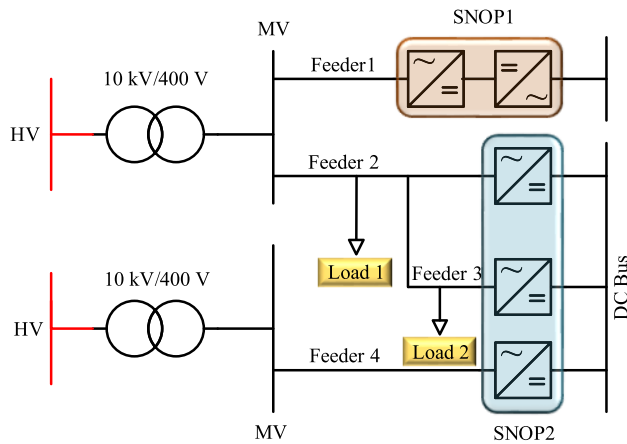 SNOP1
MV
Feeder1
10 kV/400 V
HV
Feeder 2
Load 1
Feeder 3
10 kV/400 V
HV
Load 2
Feeder 4
DC Bus
MV
SNOP2